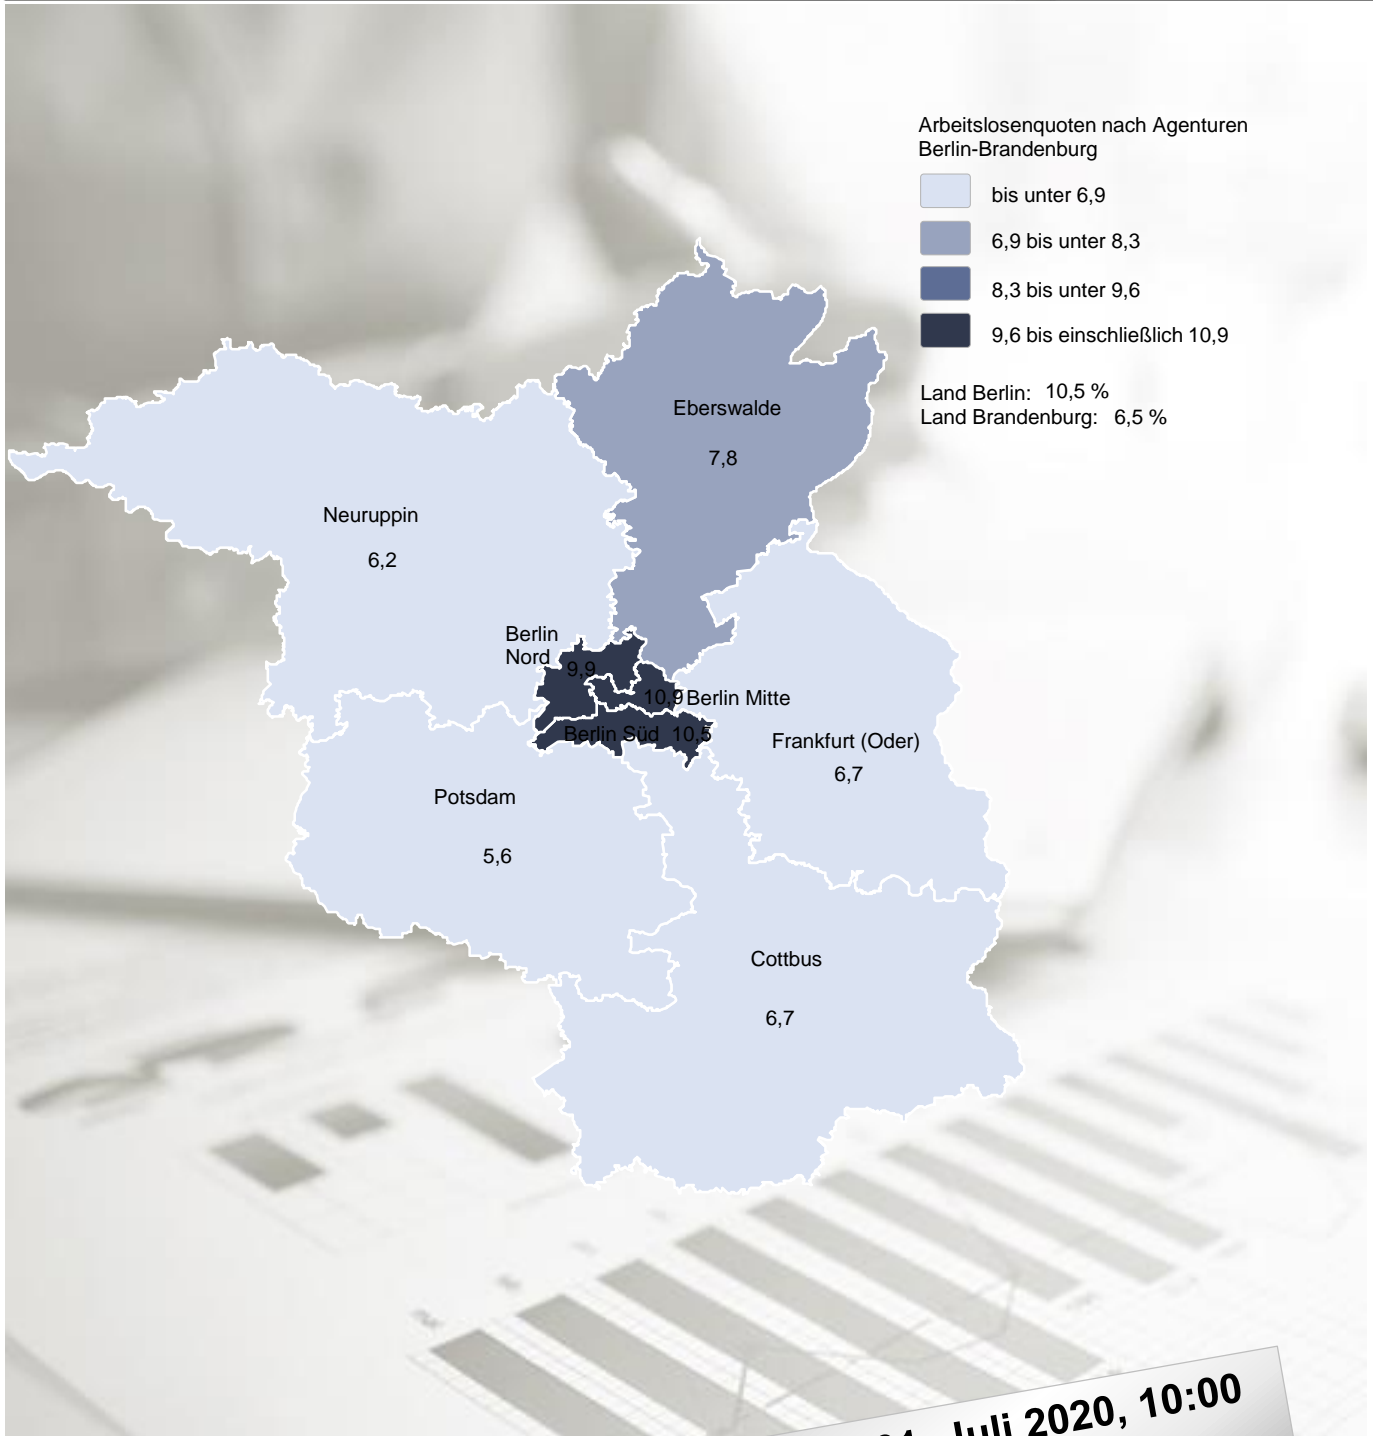 Arbeitslosenquoten nach Agenturen
Berlin-Brandenburg
bis unter 6,9
6,9 bis unter 8,3
8,3 bis unter 9,6
9,6 bis einschließlich 10,9
Land Berlin: 10,5 %
Land Brandenburg: 6,5 %
Eberswalde
7,8
Neuruppin
6,2
Berlin
Nord
9,9
10,9 Berlin Mitte
Berlin Süd 10,5
Frankfurt (Oder)
6,7
Potsdam
5,6
Cottbus
6,7
Juli 2020, 10:00